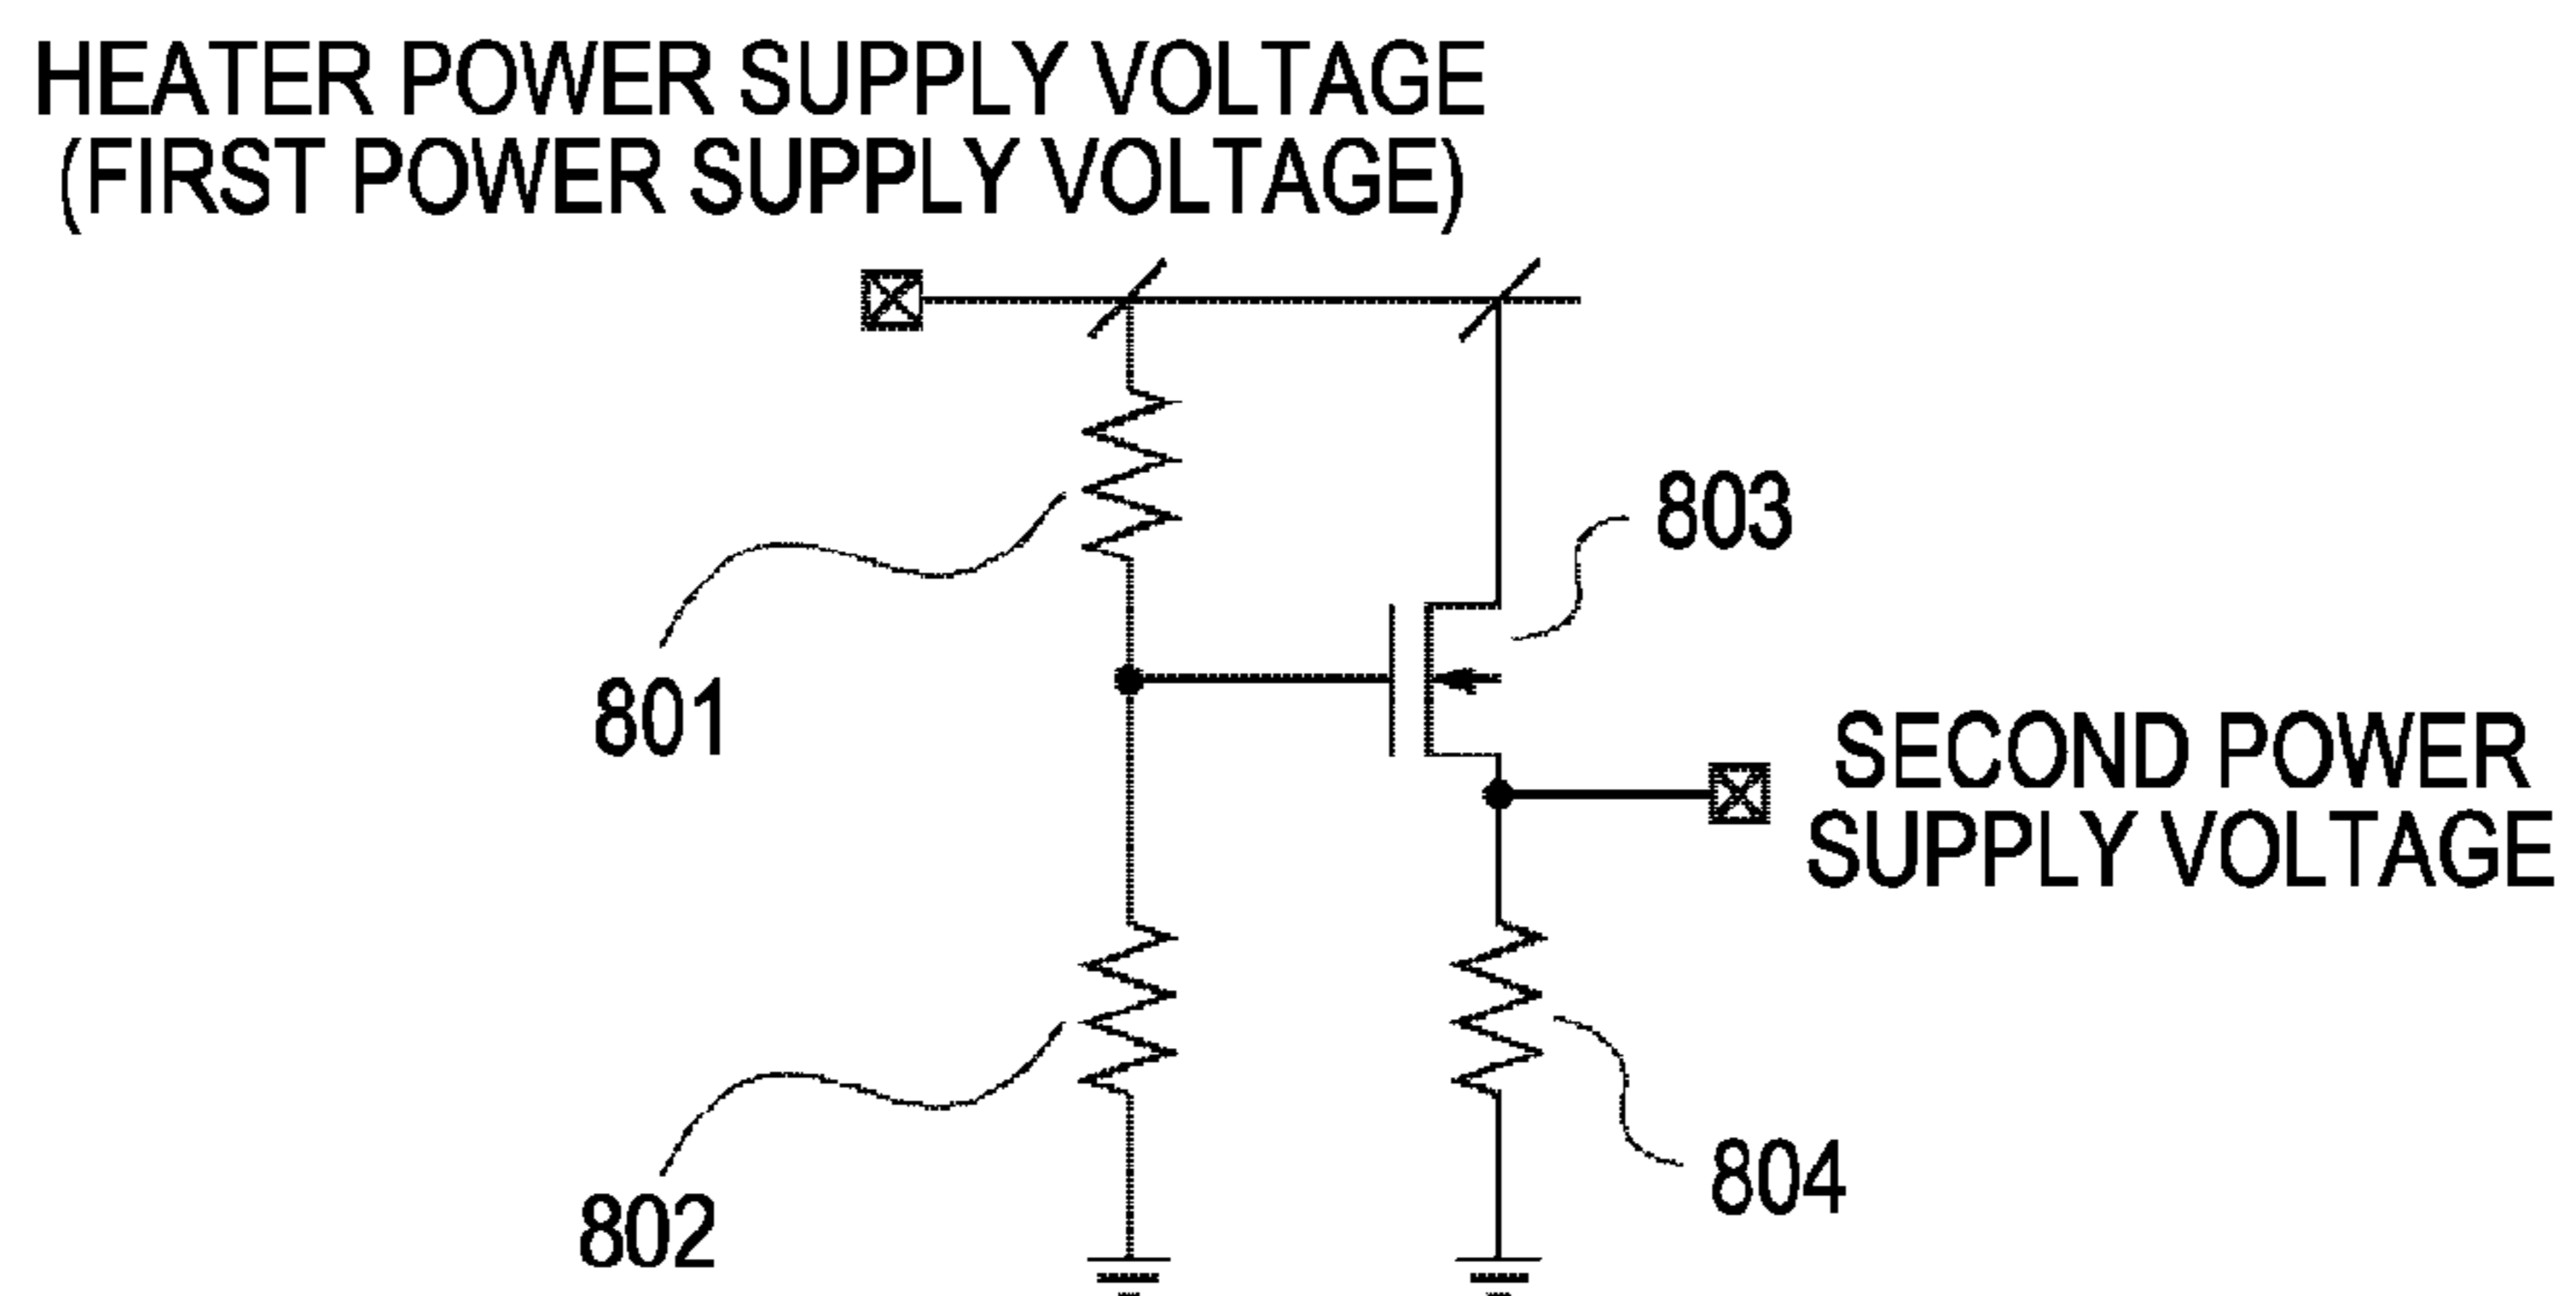 HEATER POWER SUPPLY VOLTAGE
(FIRST POWER SUPPLY VOLTAGE)
803
801
SECOND POWER
SUPPLY VOLTAGE
804
802